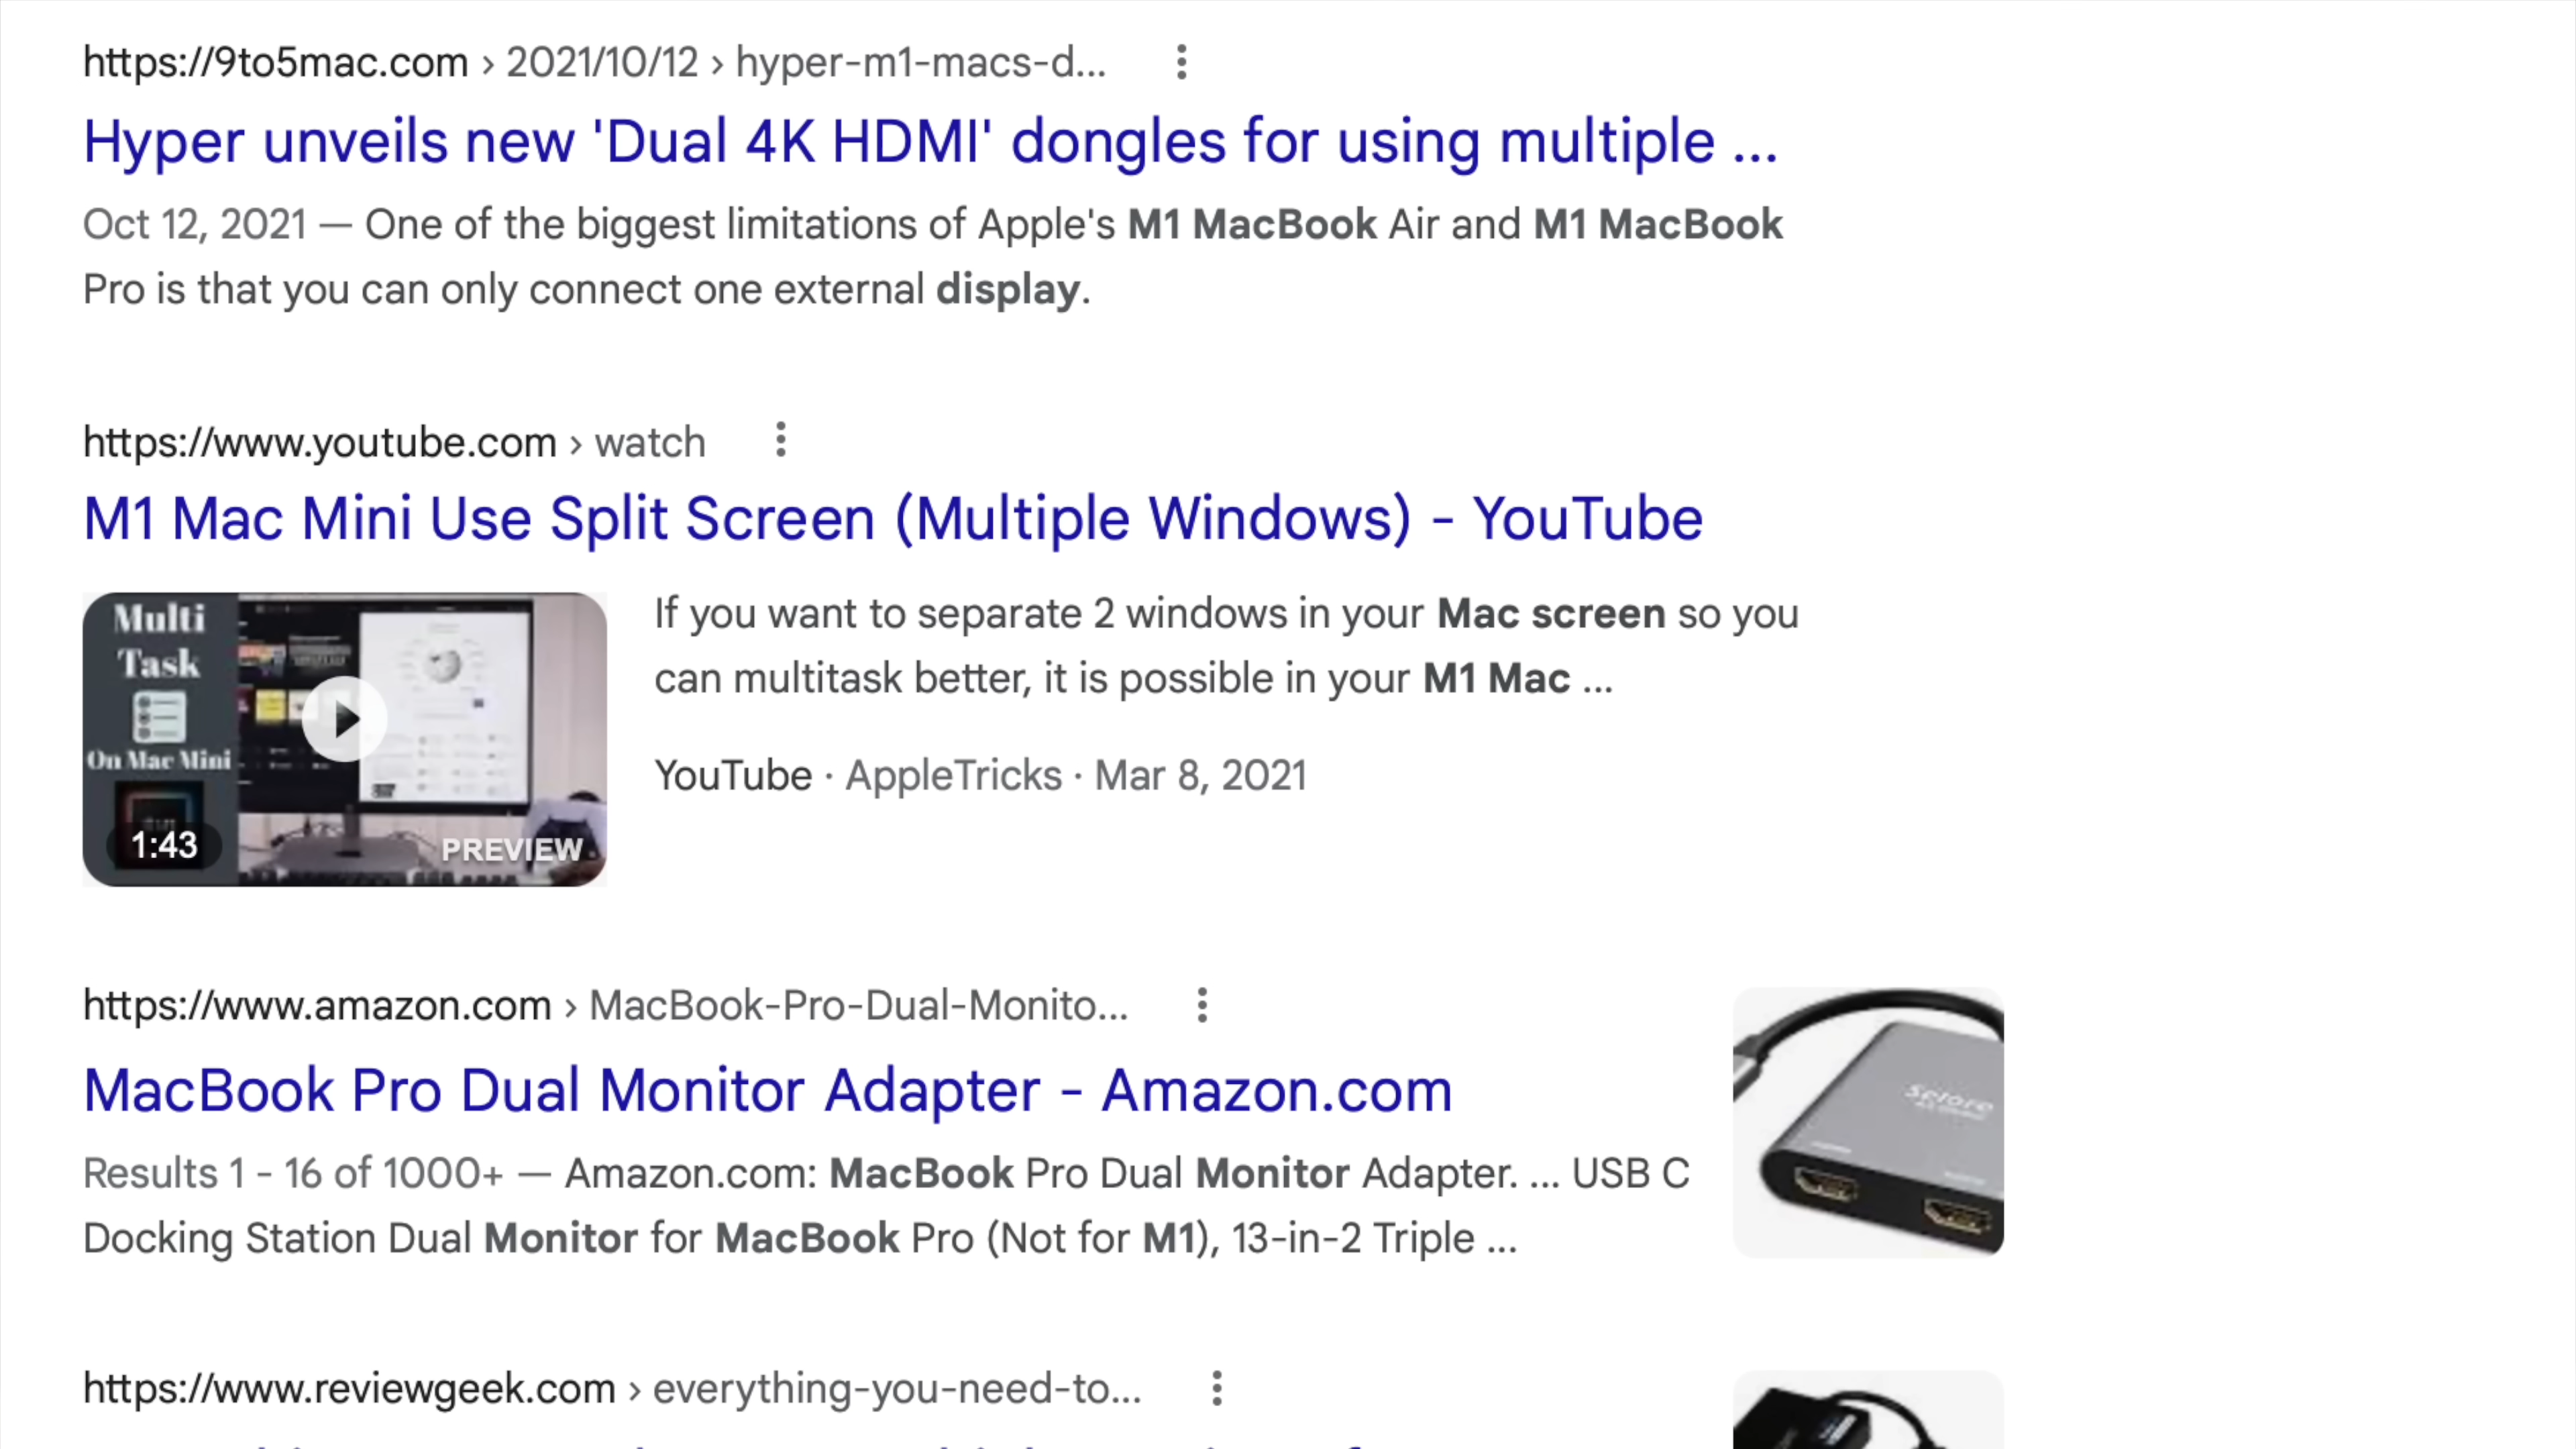 https://9to5mac.com › 2021/10/12 › hyper-m1-macs-d...
Hyper unveils new 'Dual 4K HDMI' dongles for using multiple ...
Oct 12, 2021 — One of the biggest limitations of Apple's M1 MacBook Air and M1 MacBook
Pro is that you can only connect one external display.
https://www.youtube.com › watch
M1 Mac Mini Use Split Screen (Multiple Windows) - YouTube
Multi
Task
On Mac Mini
1:43
PREVIEW
If you want to separate 2 windows in your Mac screen so you
can multitask better, it is possible in your M1 Mac ...
YouTube · AppleTricks · Mar 8, 2021
https://www.amazon.com › MacBook-Pro-Dual-Monito...
MacBook Pro Dual Monitor Adapter - Amazon.com
Results 1 - 16 of 1000+ — Amazon.com: MacBook Pro Dual Monitor Adapter. ... USB C
Docking Station Dual Monitor for MacBook Pro (Not for M1), 13-in-2 Triple ...
Selore
https://www.reviewgeek.com › everything-you-need-to...